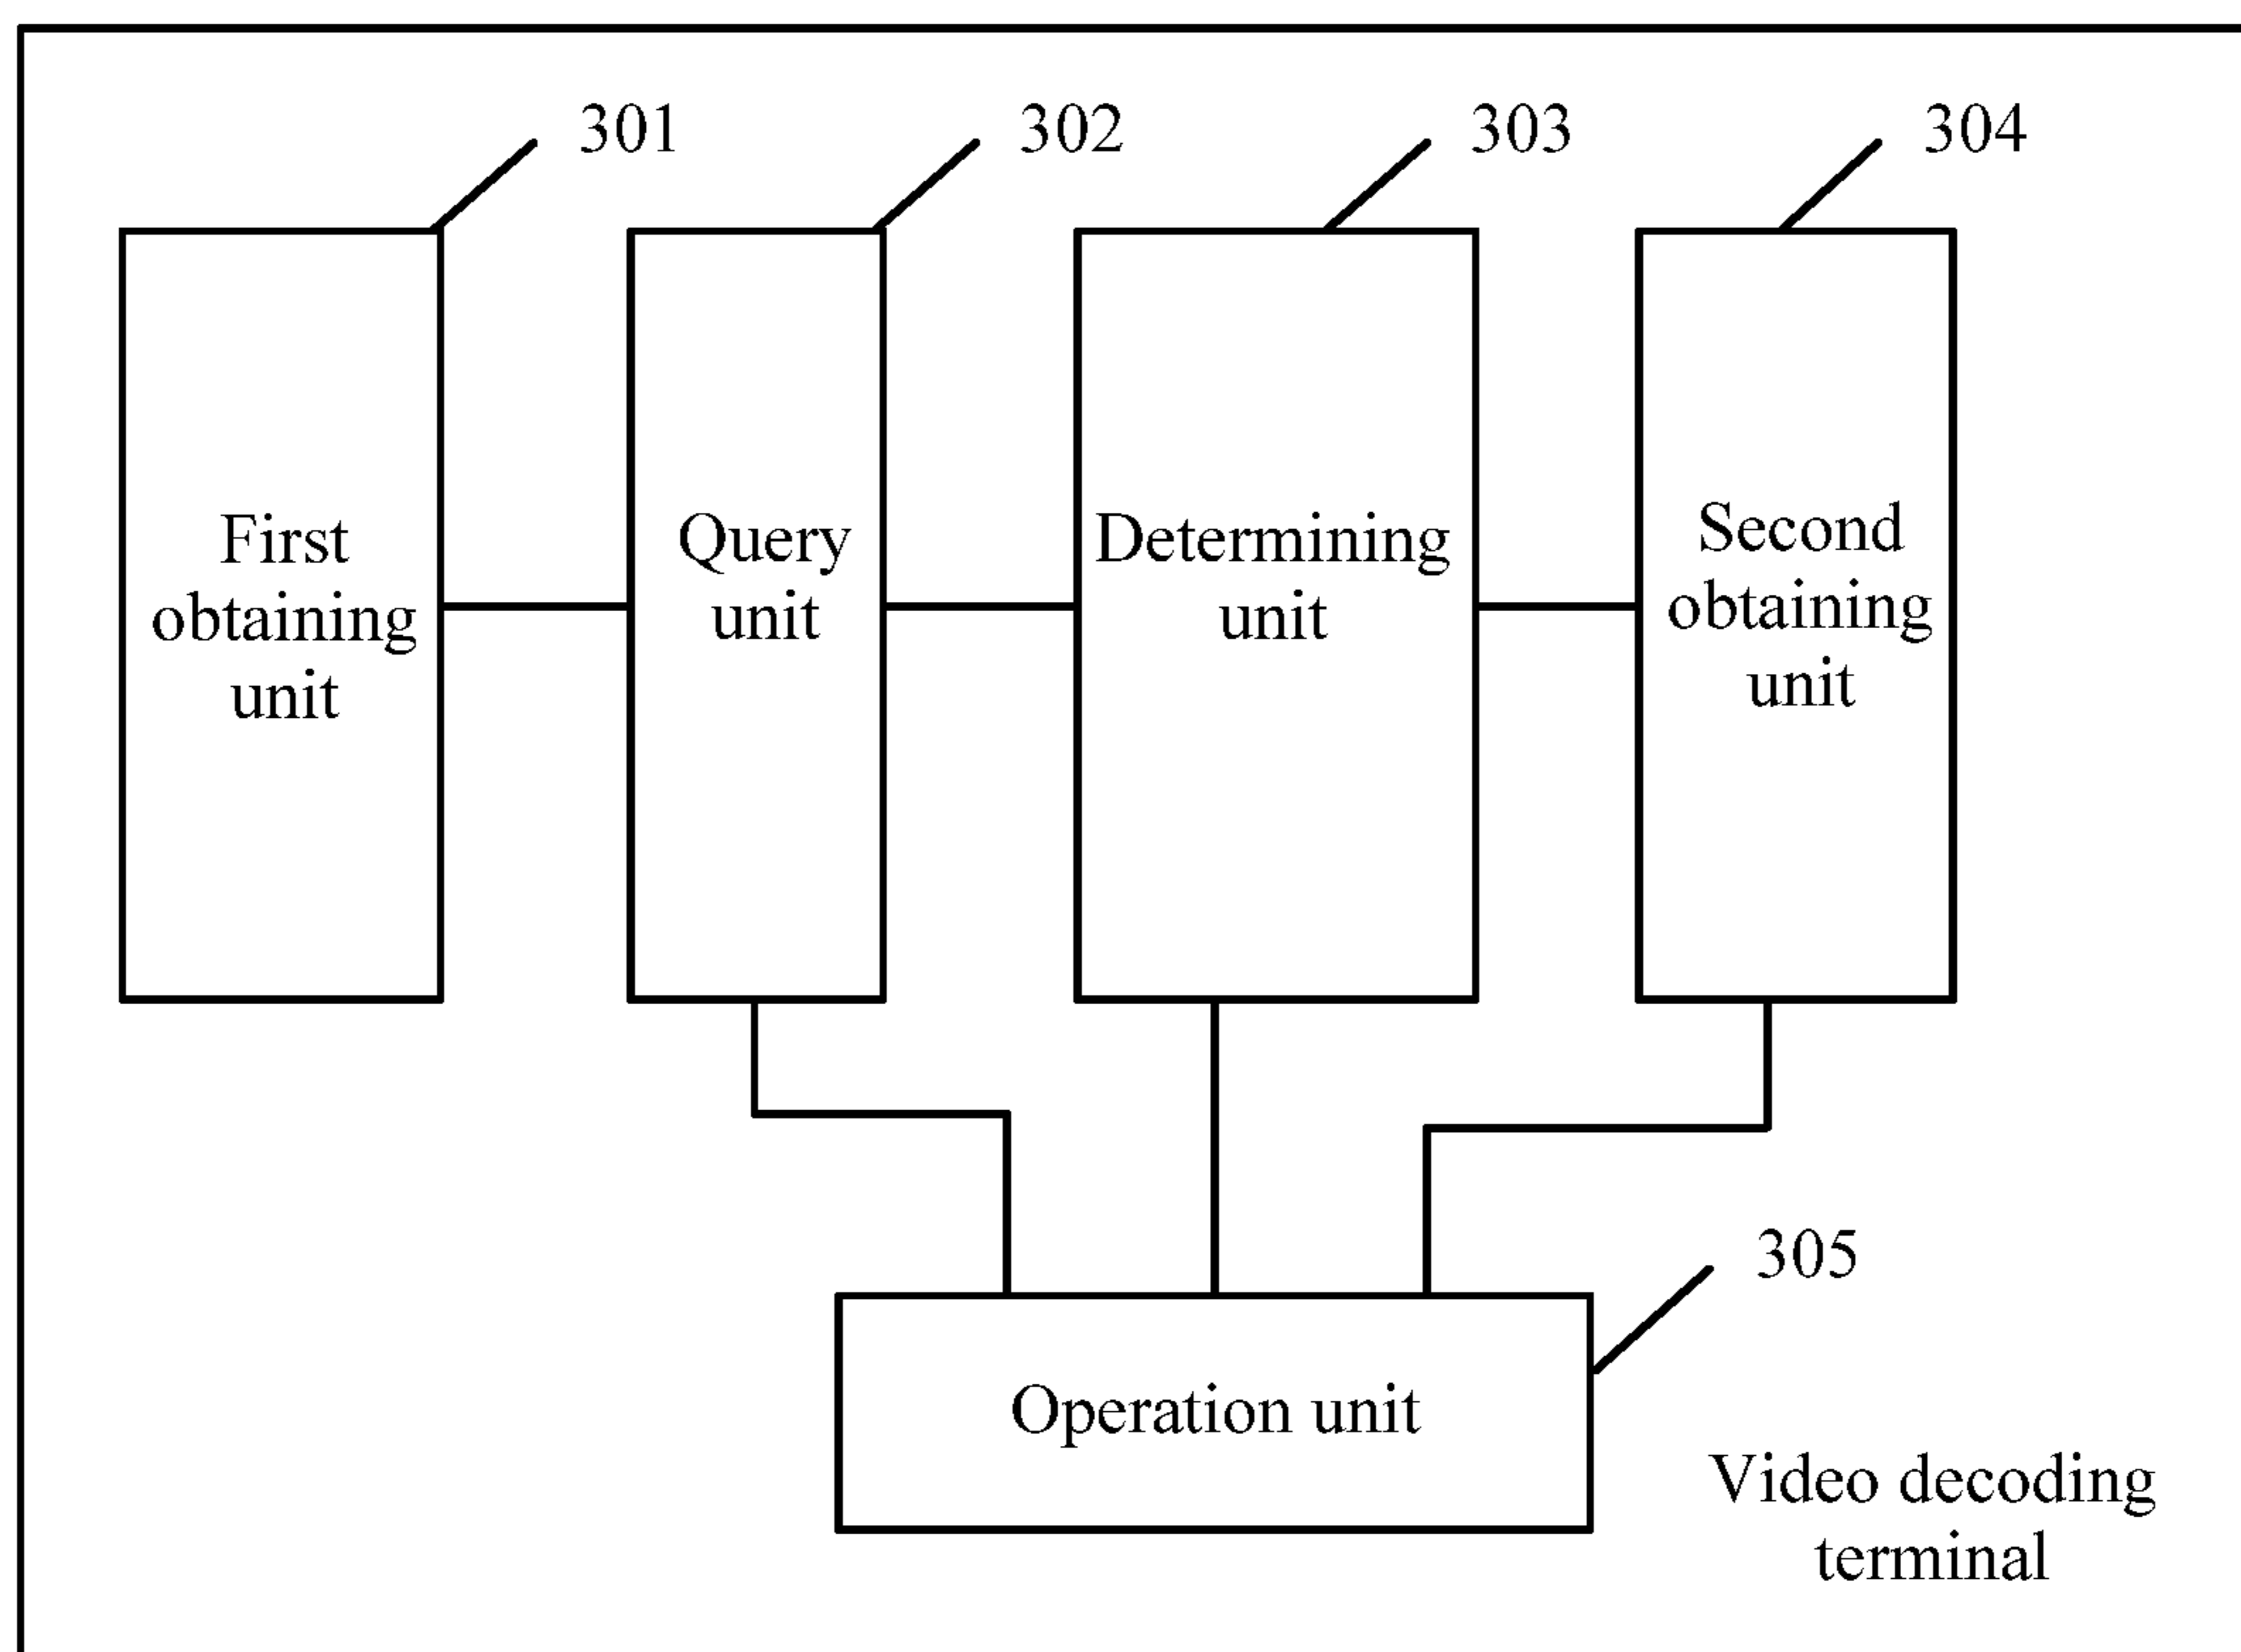 301
302
303
304
First
obtaining
unit
Query
unit
Determining
unit
Second
obtaining
unit
305
Operation unit
Video decoding
terminal